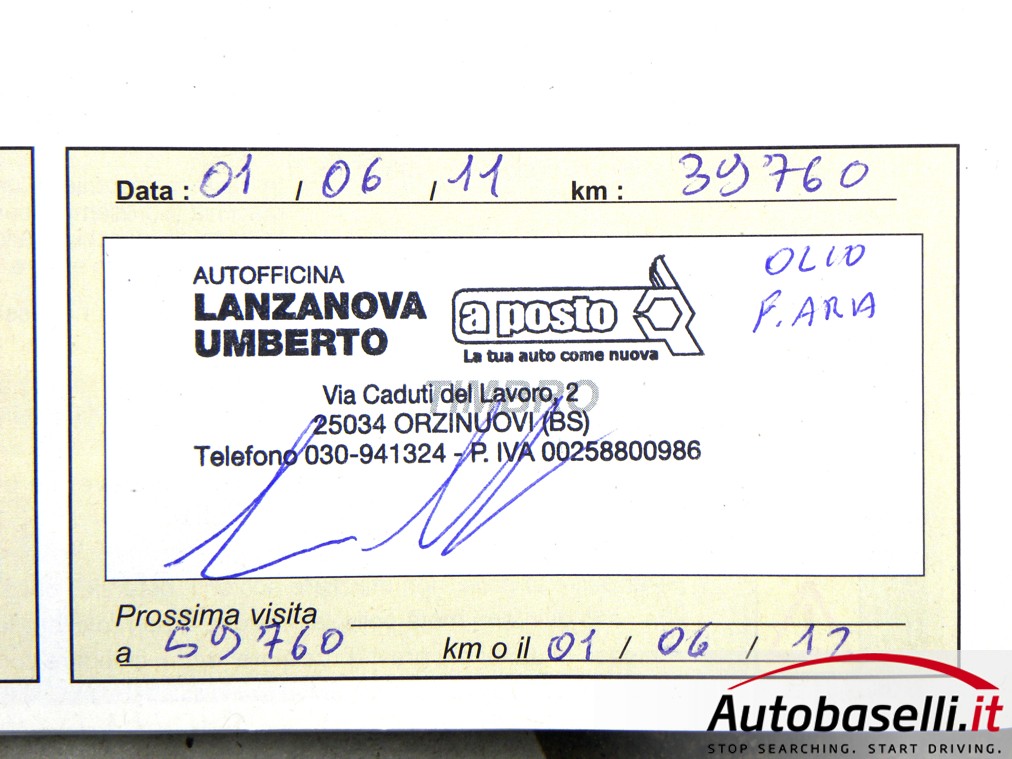 Data : 01 / 06 / 11 km : 39760
AUTOFFICINA
LANZANOVA
UMBERTO
a posto
La tua auto come nuova
OLIO
F. ARIA
TIMBRO
Via Caduti del Lavoro, 2
25034 ORZINUOVI (BS)
Telefono 030-941324 - P. IVA 00258800986
Prossima visita
a 59760 km o il 01 / 06 / 12
Autobaselli.it
STOP SEARCHING. START DRIVING.